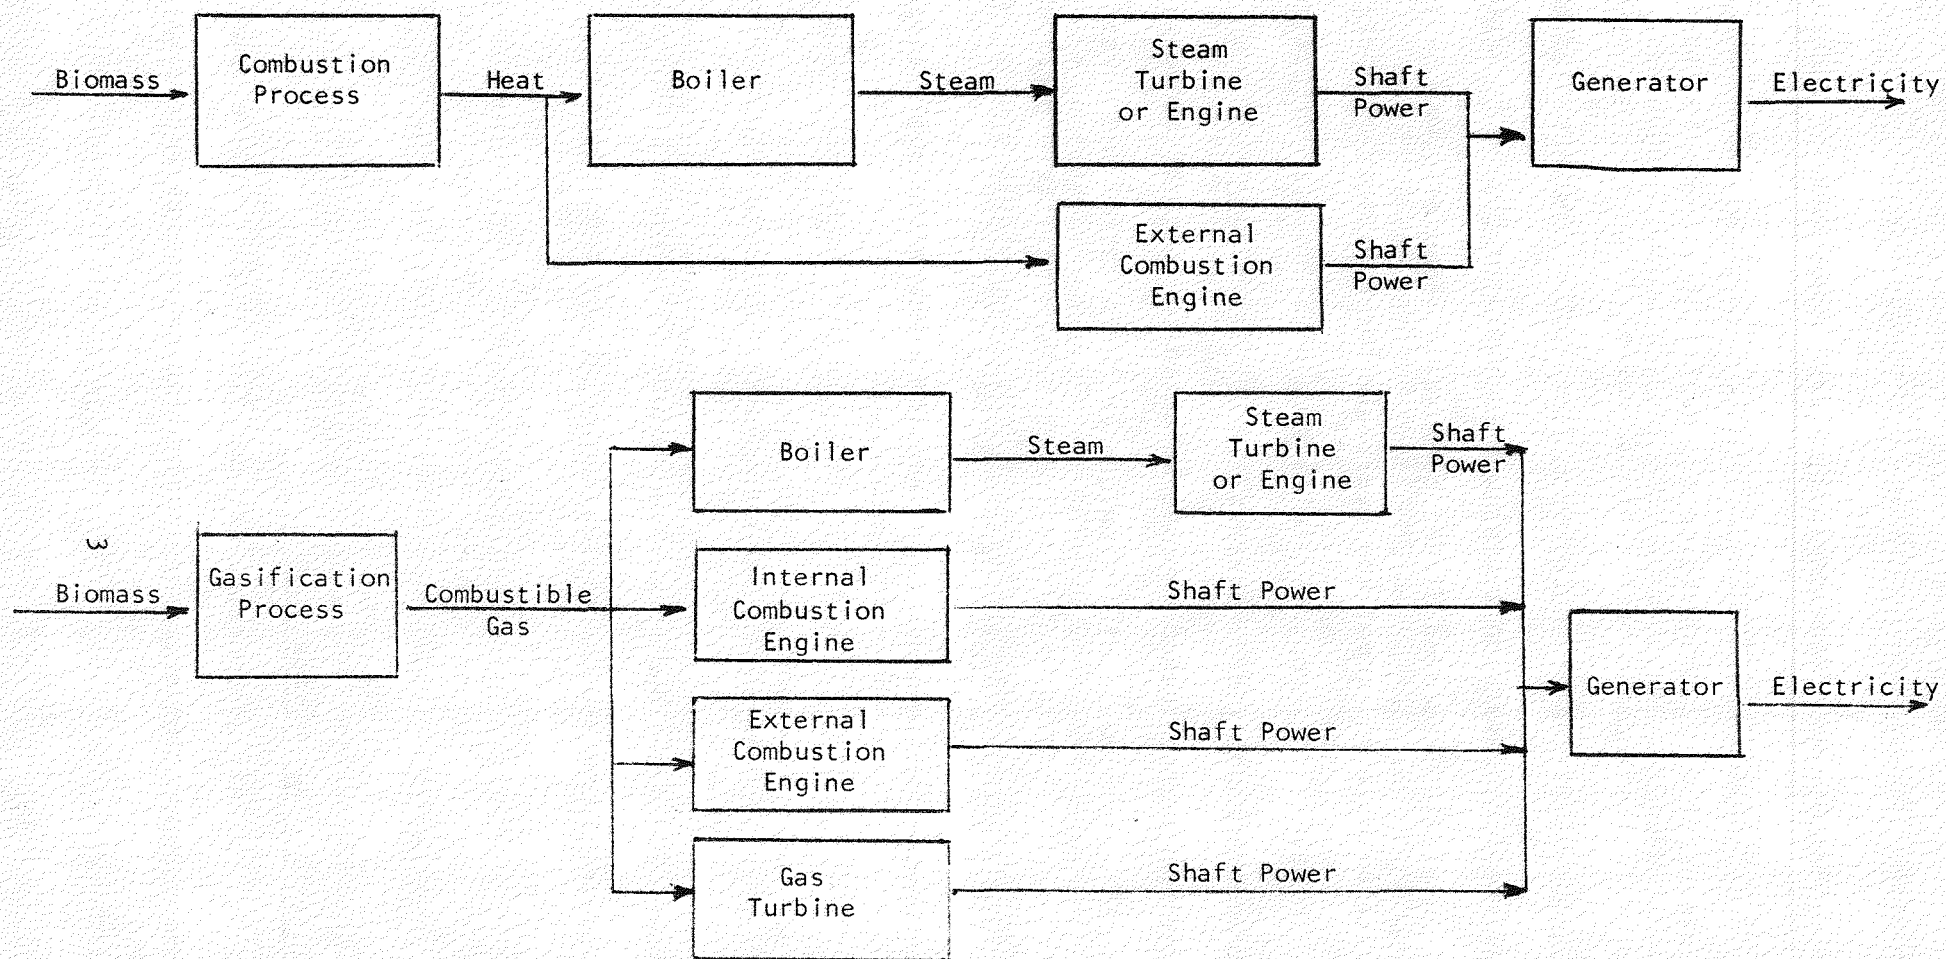 Biomass
Combustion
Process
Heat
Boiler
Steam
Steam
Turbine
or Engine
Shaft
Power
Generator
Electricity
External
Combustion
Engine
Shaft
Power
Boiler
Steam
Steam
Turbine
or Engine
Shaft
Power
3
Biomass
Gasification
Process
Combustible
Gas
Internal
Combustion
Engine
Shaft Power
External
Combustion
Engine
Shaft Power
Generator
Electricity
Gas
Turbine
Shaft Power